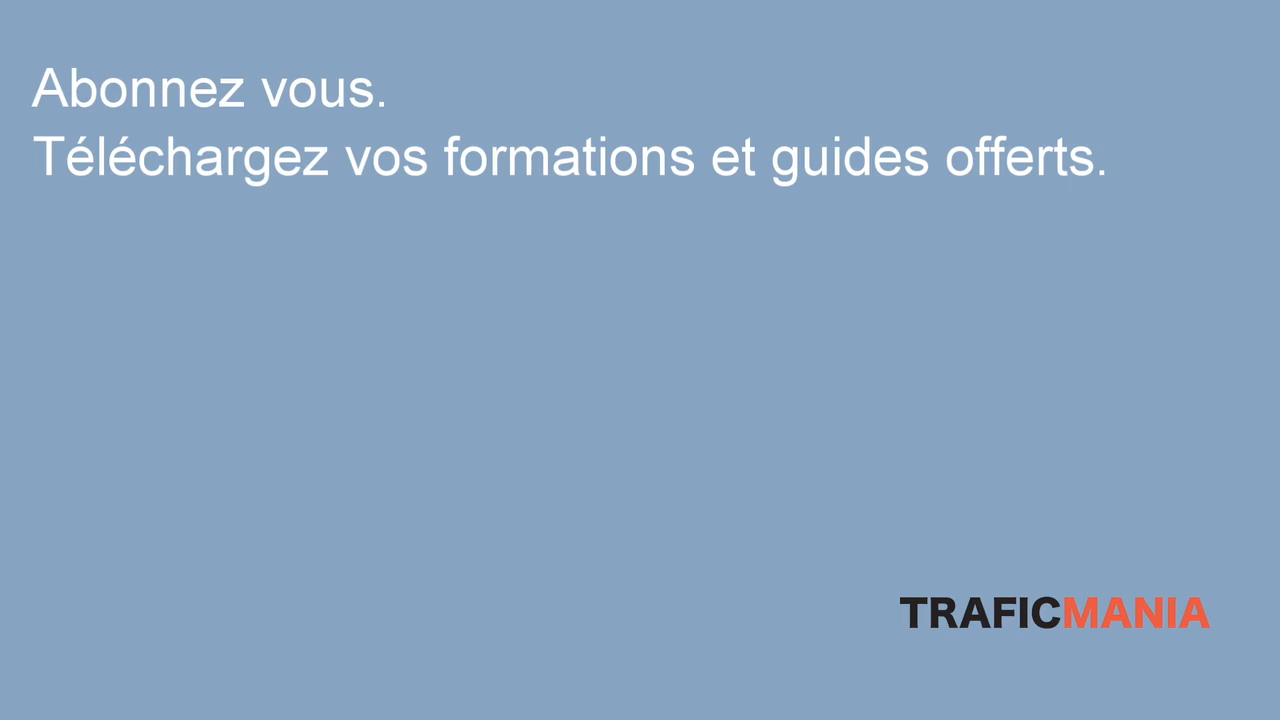 Abonnez vous.
Téléchargez vos formations et guides offerts.
TRAFICMANIA